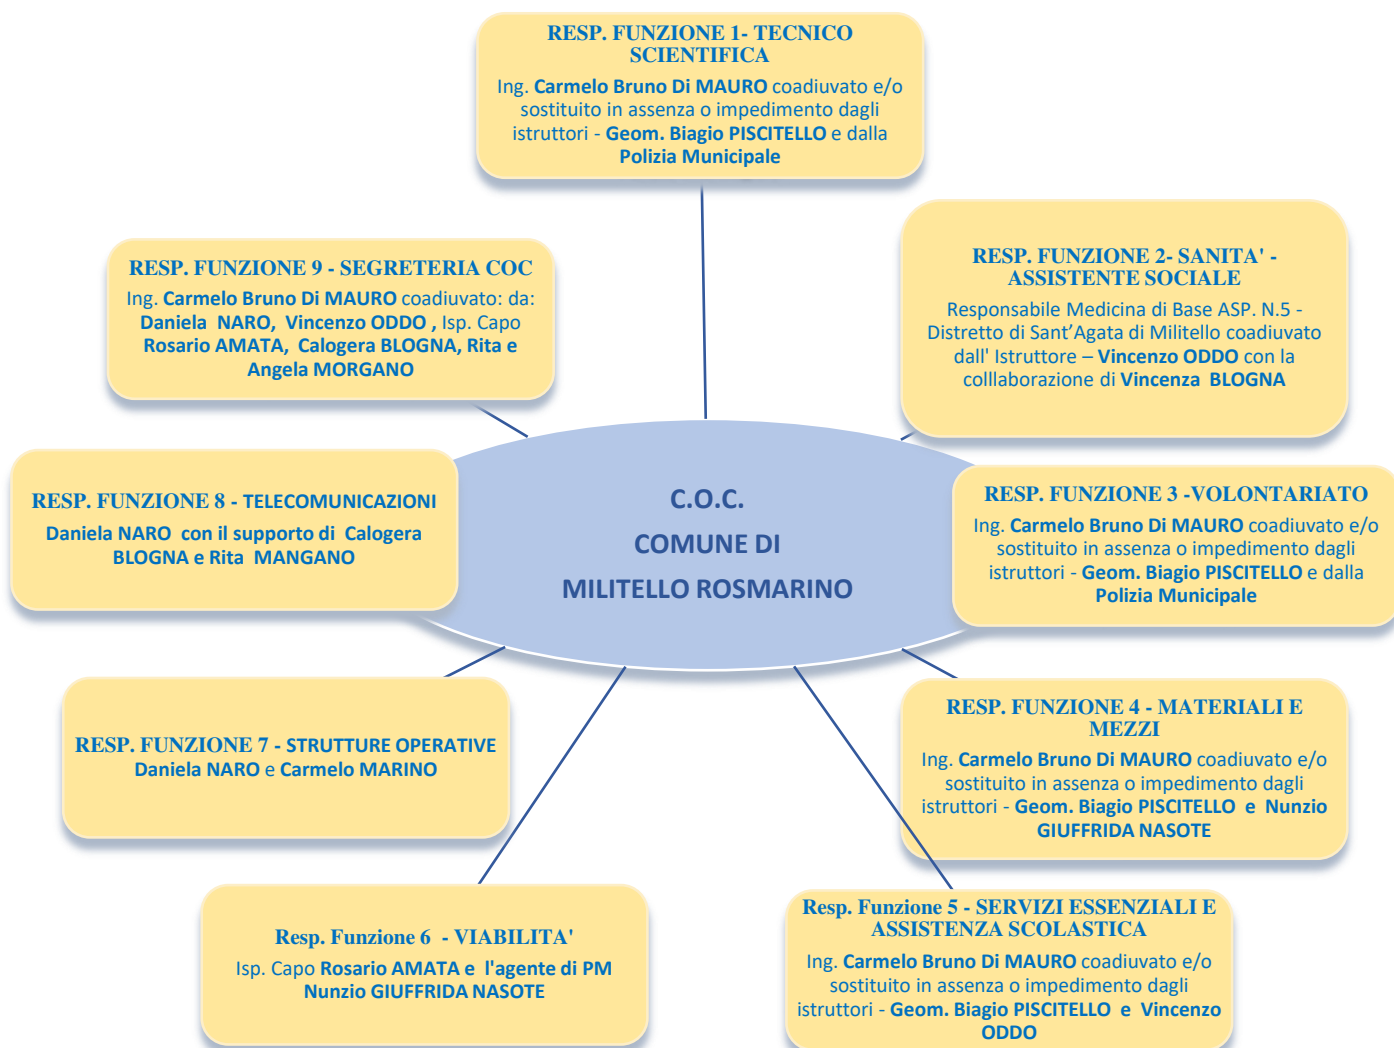 RESP. FUNZIONE 1- TECNICO
SCIENTIFICA
Ing. Carmelo Bruno Di MAURO coadiuvato e/o
sostituito in assenza o impedimento dagli
istruttori - Geom. Biagio PISCITELLO e dalla
Polizia Municipale
RESP. FUNZIONE 2- SANITA' -
ASSISTENTE SOCIALE
Responsabile Medicina di Base ASP. N.5 -
Distretto di Sant’Agata di Militello coadiuvato
dall' Istruttore – Vincenzo ODDO con la
colllaborazione di Vincenza BLOGNA
RESP. FUNZIONE 3 -VOLONTARIATO
Ing. Carmelo Bruno Di MAURO coadiuvato e/o
sostituito in assenza o impedimento dagli
istruttori - Geom. Biagio PISCITELLO e dalla
Polizia Municipale
RESP. FUNZIONE 4 - MATERIALI E
MEZZI
Ing. Carmelo Bruno Di MAURO coadiuvato e/o
sostituito in assenza o impedimento dagli
istruttori - Geom. Biagio PISCITELLO e Nunzio
GIUFFRIDA NASOTE
Resp. Funzione 5 - SERVIZI ESSENZIALI E
ASSISTENZA SCOLASTICA
Ing. Carmelo Bruno Di MAURO coadiuvato e/o
sostituito in assenza o impedimento dagli
istruttori - Geom. Biagio PISCITELLO e Vincenzo
ODDO
Resp. Funzione 6 - VIABILITA'
Isp. Capo Rosario AMATA e l'agente di PM
Nunzio GIUFFRIDA NASOTE
RESP. FUNZIONE 7 - STRUTTURE OPERATIVE
Daniela NARO e Carmelo MARINO
RESP. FUNZIONE 8 - TELECOMUNICAZIONI
Daniela NARO con il supporto di Calogera
BLOGNA e Rita MANGANO
RESP. FUNZIONE 9 - SEGRETERIA COC
Ing. Carmelo Bruno Di MAURO coadiuvato: da:
Daniela NARO, Vincenzo ODDO , Isp. Capo
Rosario AMATA, Calogera BLOGNA, Rita e
Angela MORGANO
C.O.C.
COMUNE DI
MILITELLO ROSMARINO